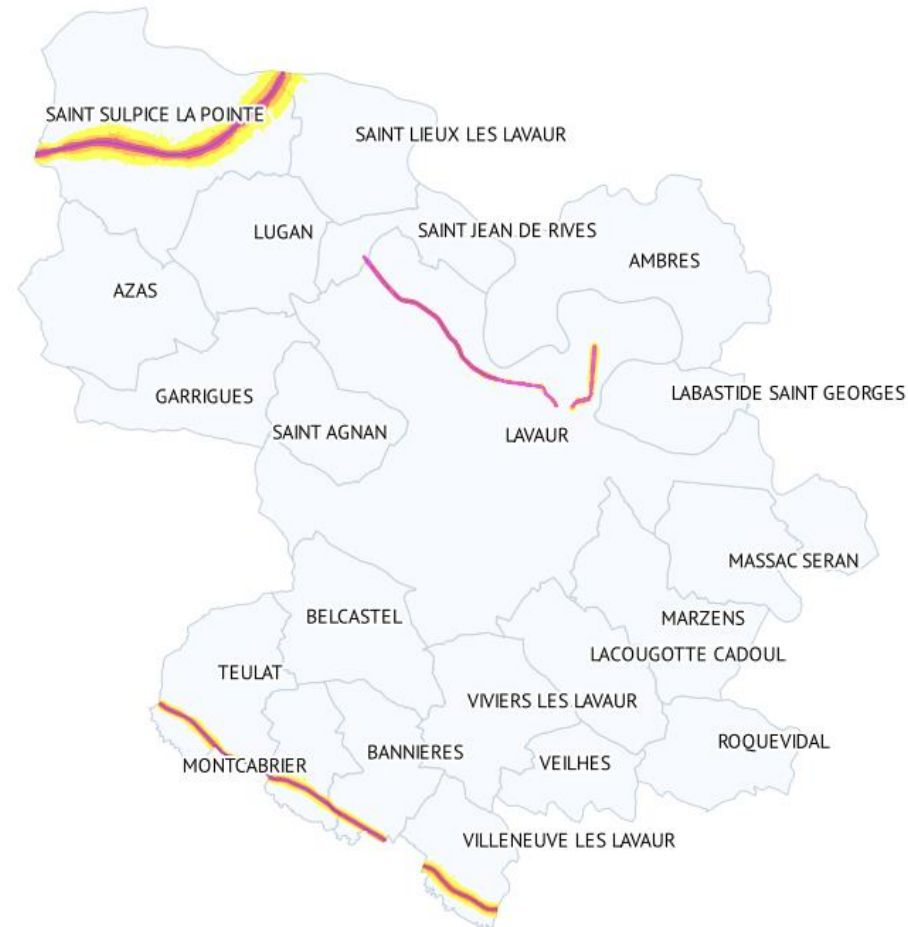 SAINT SULPICE LA POINTE
SAINT LIEUX LES LAVAUR
LUGAN
SAINT JEAN DE RIVES
AMBRES
AZAS
GARRIGUES
LABASTIDE SAINT GEORGES
SAINT AGNAN
LAVAUR
MASSAC SERAN
BELCASTEL
MARZENS
LACOUGOTTE CADOUL
TEULAT
VIVIERS LES LAVAUR
ROQUEVIDAL
BANNIERES
MONTCABRIER
VEILHES
VILLENEUVE LES LAVAUR